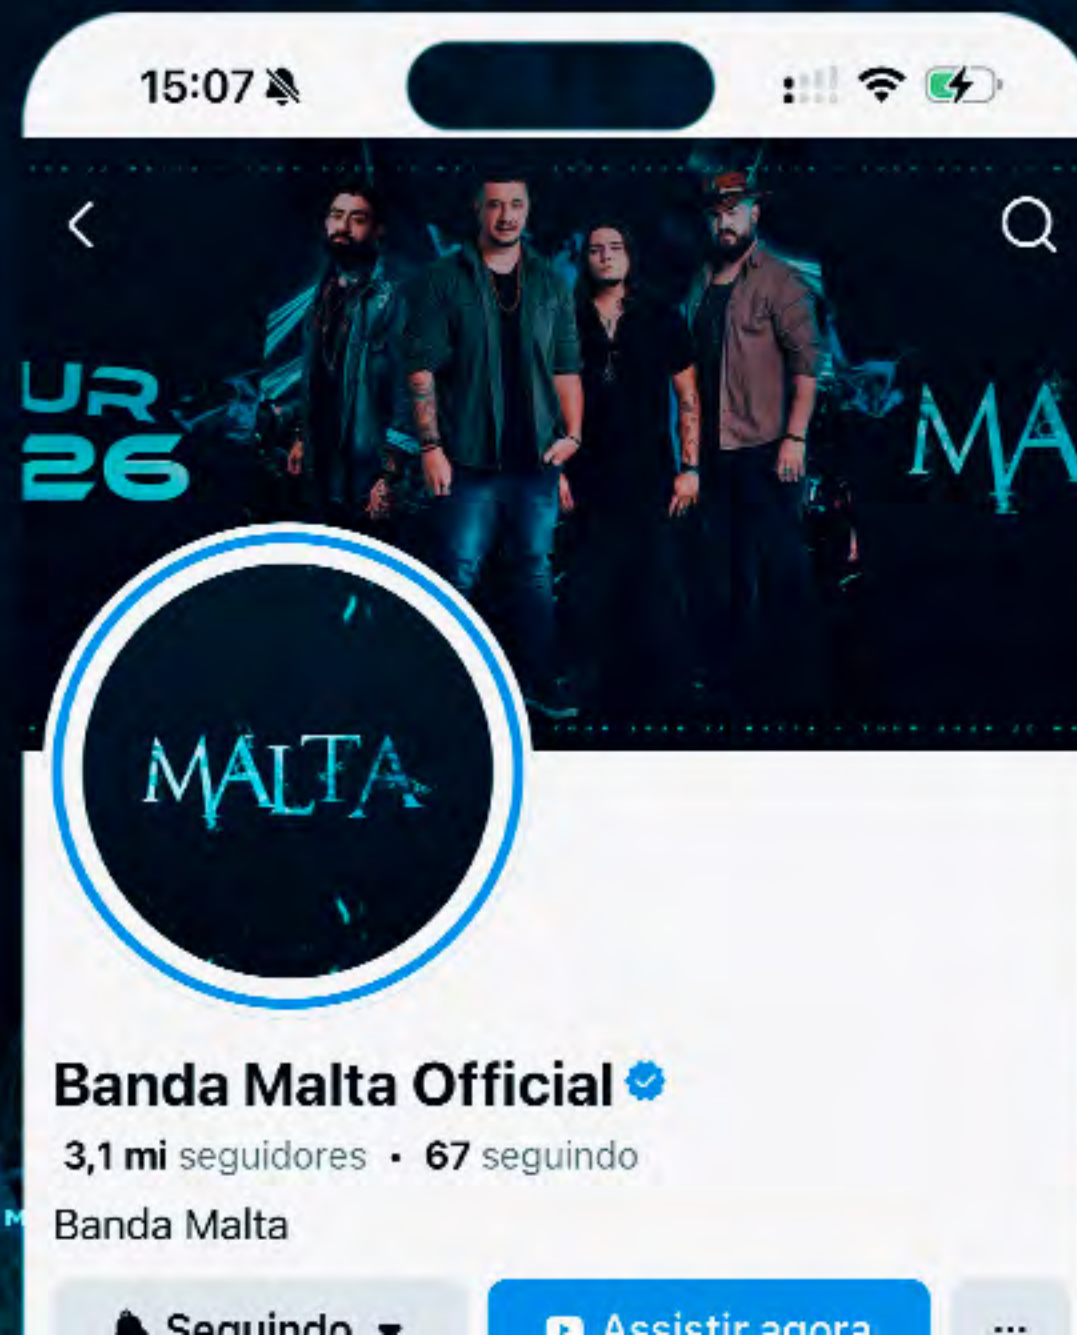 15:07
UR
26
MA
MALTA
Banda Malta Official
3,1 mi seguidores • 67 seguindo
Banda Malta
Seguindo
Assistir agora
...